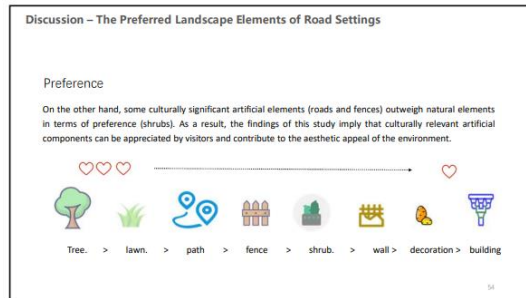 Discussion – The Preferred Landscape Elements of Road Settings
Preference
On the other hand, some culturally significant artificial elements (roads and fences) outweigh natural elements
in terms of preference (shrubs). As a result, the findings of this study imply that culturally relevant artificial
components can be appreciated by visitors and contribute to the aesthetic appeal of the environment.
Tree. > lawn. > path > fence > shrub. > wall > decoration > building
54